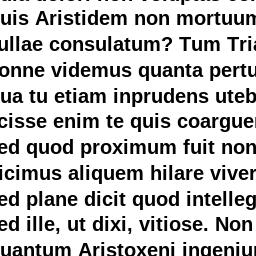 uis Aristidem non mortuum
ullae consulatum? Tum Tria
onne videmus quanta pertu
ua tu etiam inprudens uteb
cisse enim te quis coarguer
ed quod proximum fuit non
icimus aliquem hilare viver
ed plane dicit quod intelleg
ed ille, ut dixi, vitiose. Non
uantum Aristoxeni ingeniu